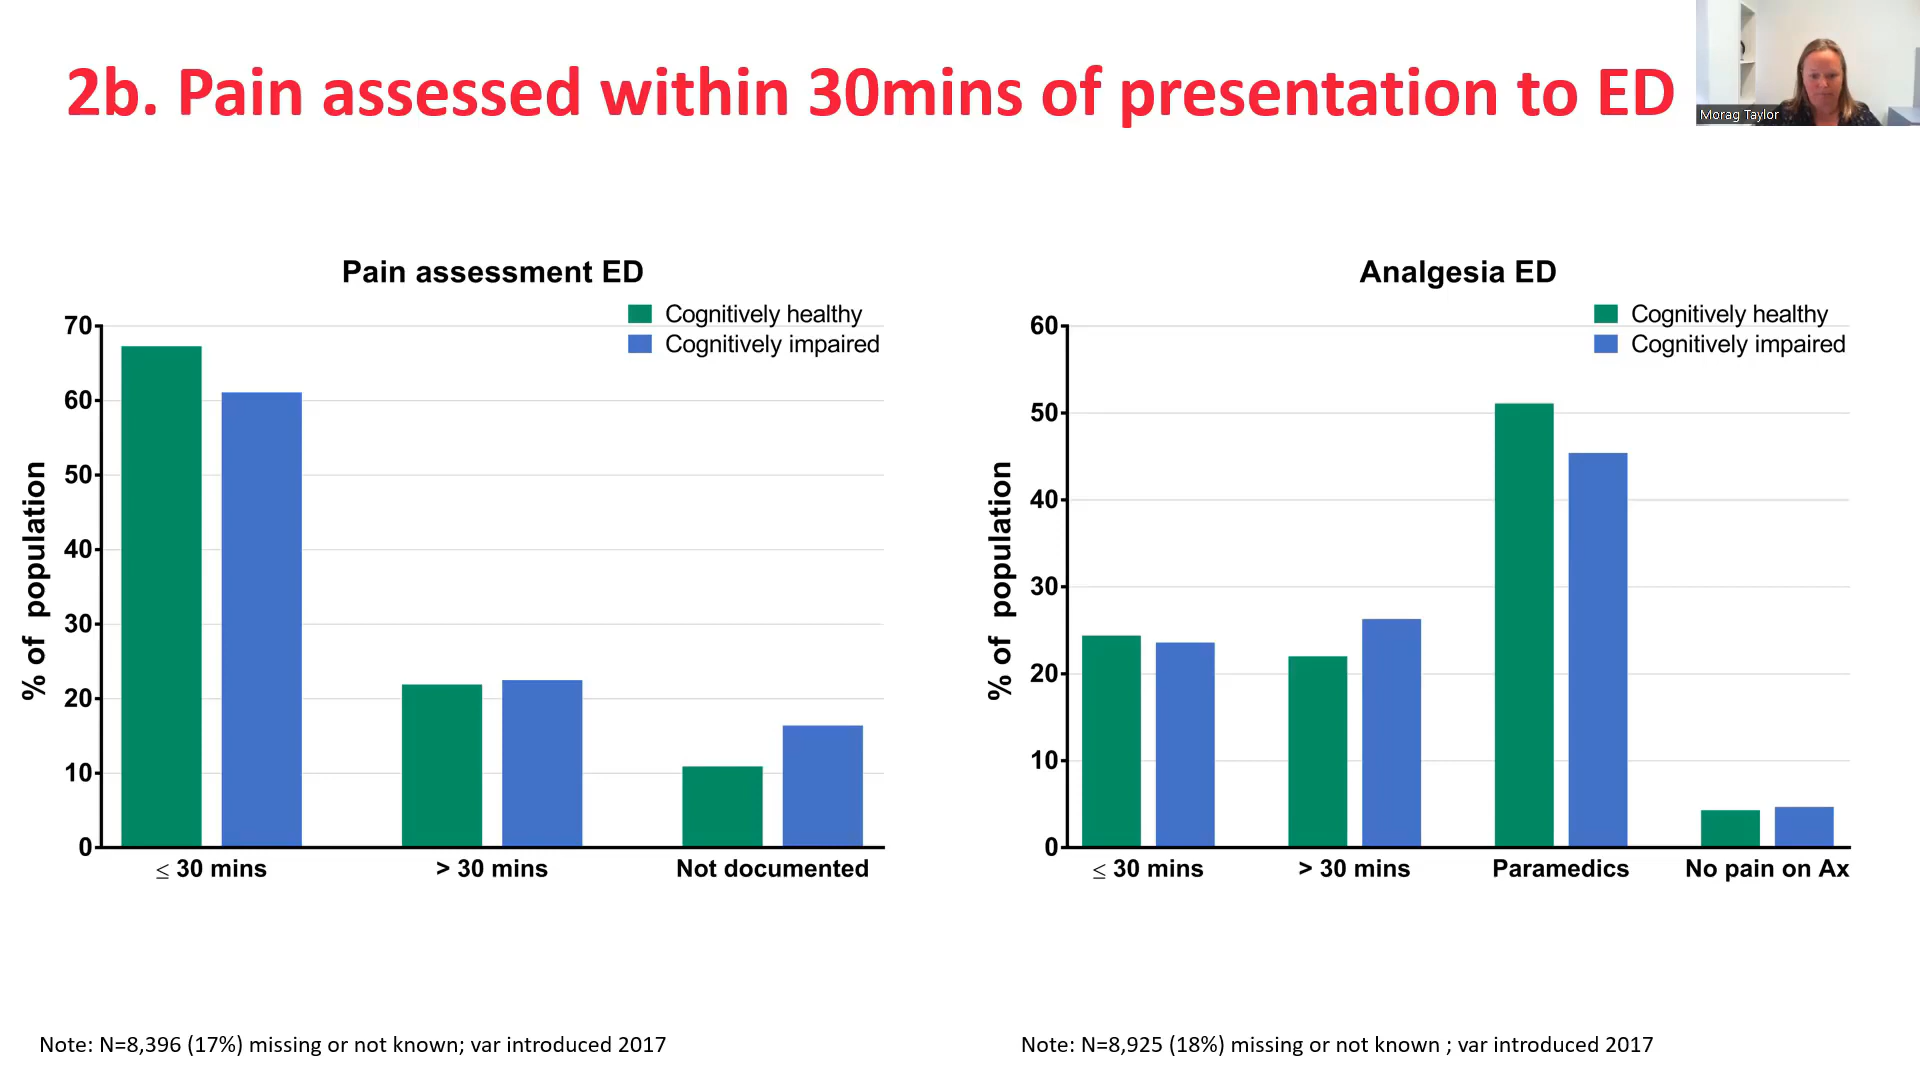 2b. Pain assessed within 30mins of presentation to ED
Morag Taylor
Pain assessment ED
Cognitively healthy
Cognitively impaired
% of population
70
60
50
40
30
20
10
0
≤ 30 mins
> 30 mins
Not documented
Analgesia ED
Cognitively healthy
Cognitively impaired
% of population
60
50
40
30
20
10
0
≤ 30 mins
> 30 mins
Paramedics
No pain on Ax
Note: N=8,396 (17%) missing or not known; var introduced 2017
Note: N=8,925 (18%) missing or not known ; var introduced 2017